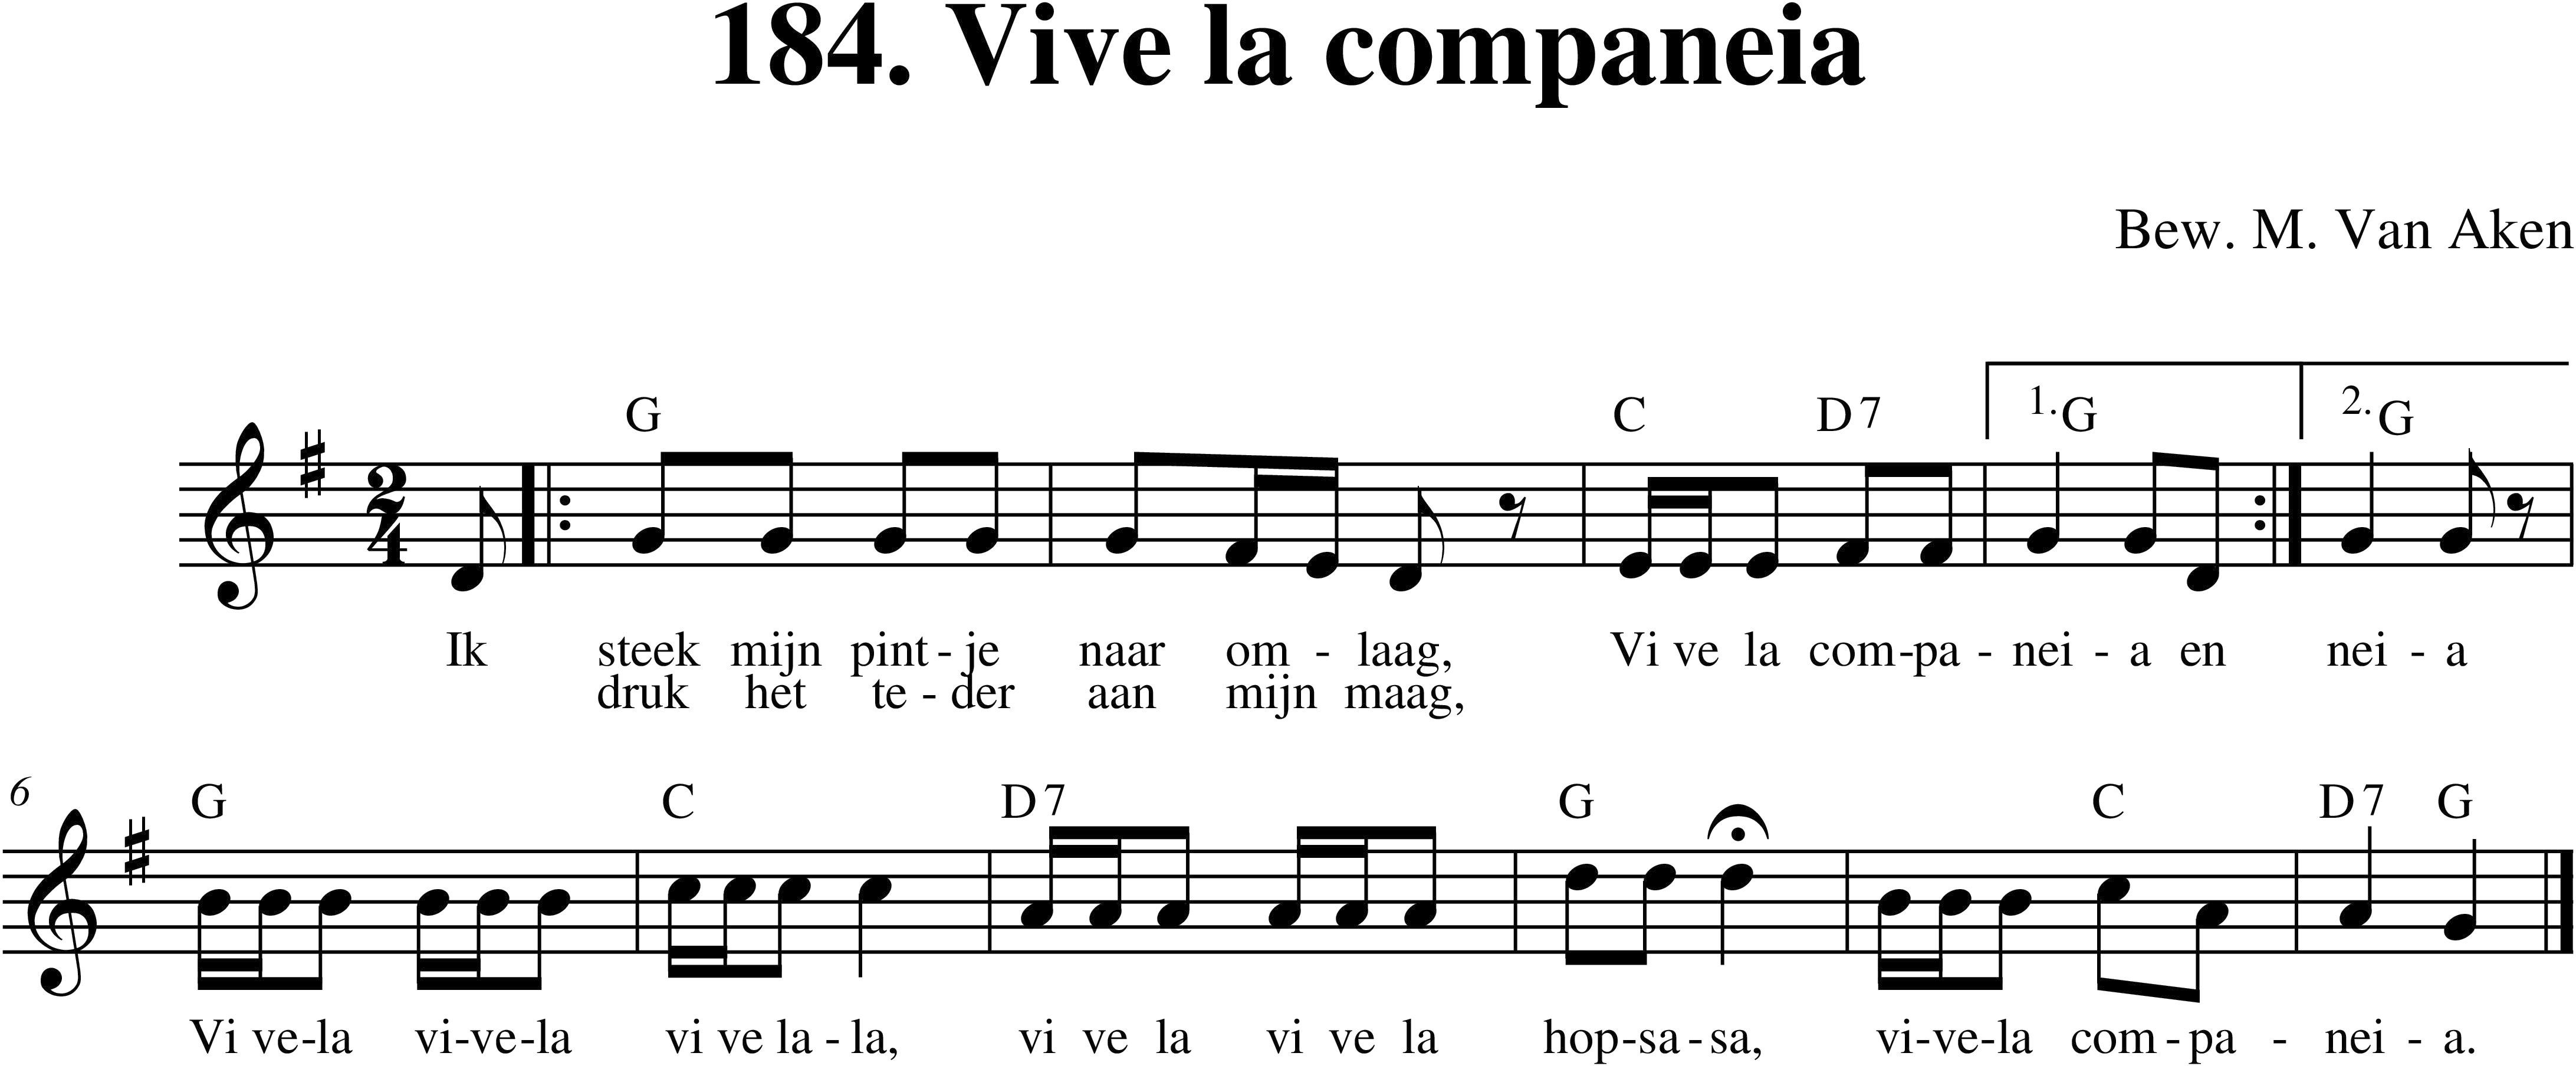 184. Vive la companeia
Bew. M. Van Aken
G C D7 1. G 2. G
Ik steek mijn pint - je naar om - laag, Vi ve la com-pa - nei - a en nei - a
druk het te - der aan mijn maag,
6 G C D7 G C D7 G
Vi ve-la vi-ve-la vi ve la - la, vi ve la vi ve la hop-sa - sa, vi-ve-la com - pa - nei - a.